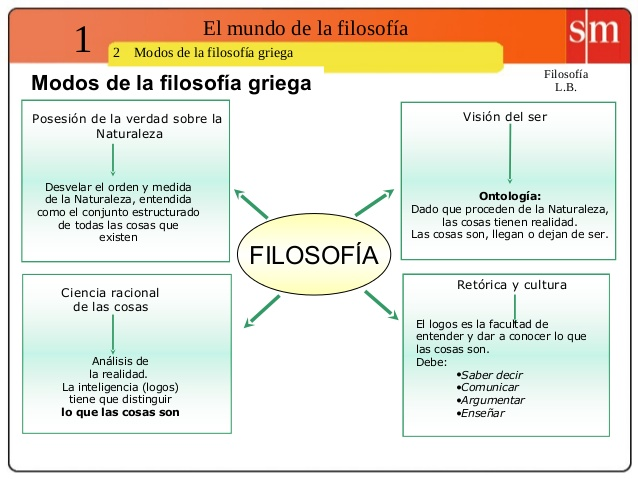 1
El mundo de la filosofía
sm
2 Modos de la filosofía griega
Filosofía
L.B.
Modos de la filosofía griega
Posesión de la verdad sobre la
Naturaleza
Desvelar el orden y medida
de la Naturaleza, entendida
como el conjunto estructurado
de todas las cosas que
existen
Visión del ser
Ontología:
Dado que proceden de la Naturaleza,
las cosas tienen realidad.
Las cosas son, llegan o dejan de ser.
FILOSOFÍA
Ciencia racional
de las cosas
Análisis de
la realidad.
La inteligencia (logos)
tiene que distinguir
lo que las cosas son
Retórica y cultura
El logos es la facultad de
entender y dar a conocer lo que
las cosas son.
Debe:
•Saber decir
•Comunicar
•Argumentar
•Enseñar